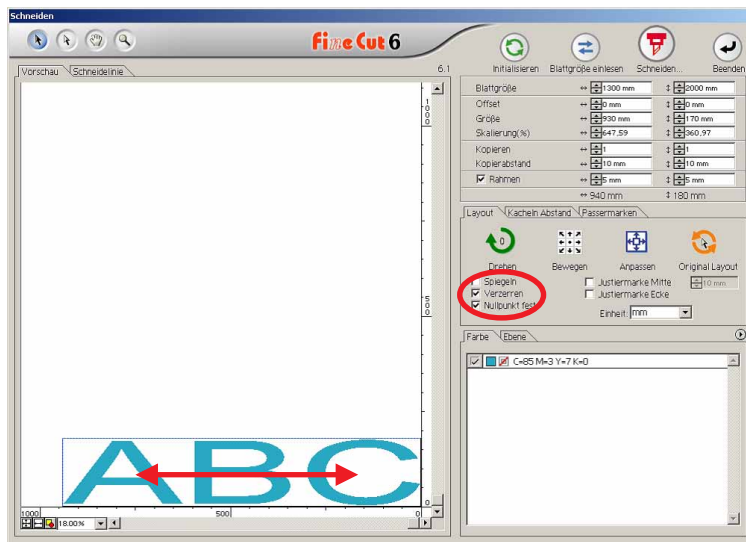 Schneiden
Fine Cut 6
6.1
Initialisieren Blattgröße einlesen Schneiden... Beenden
Vorschau Schneidelinie
Blattgröße ↔ 1300 mm ↕ 2000 mm
Offset ↔ 0 mm ↕ 0 mm
Größe ↔ 930 mm ↕ 170 mm
Skalierung(%) ↔ 647,59 ↕ 360,97
Kopieren ↔ 1 ↕ 1
Kopierabstand ↔ 10 mm ↕ 10 mm
Rahmen ↔ 5 mm ↕ 5 mm
↔ 940 mm ↕ 180 mm
Layout Kacheln Abstand Passermarken
0
Drehen Bewegen Anpassen Original Layout
Spiegeln Justiermarke Mitte 10 mm
Verzerren Justiermarke Ecke
Nullpunkt fest
Einheit: mm
Farbe Ebene
C=85 M=3 Y=7 K=0
1000
500
0
ABC
1000 500 0
18.00%